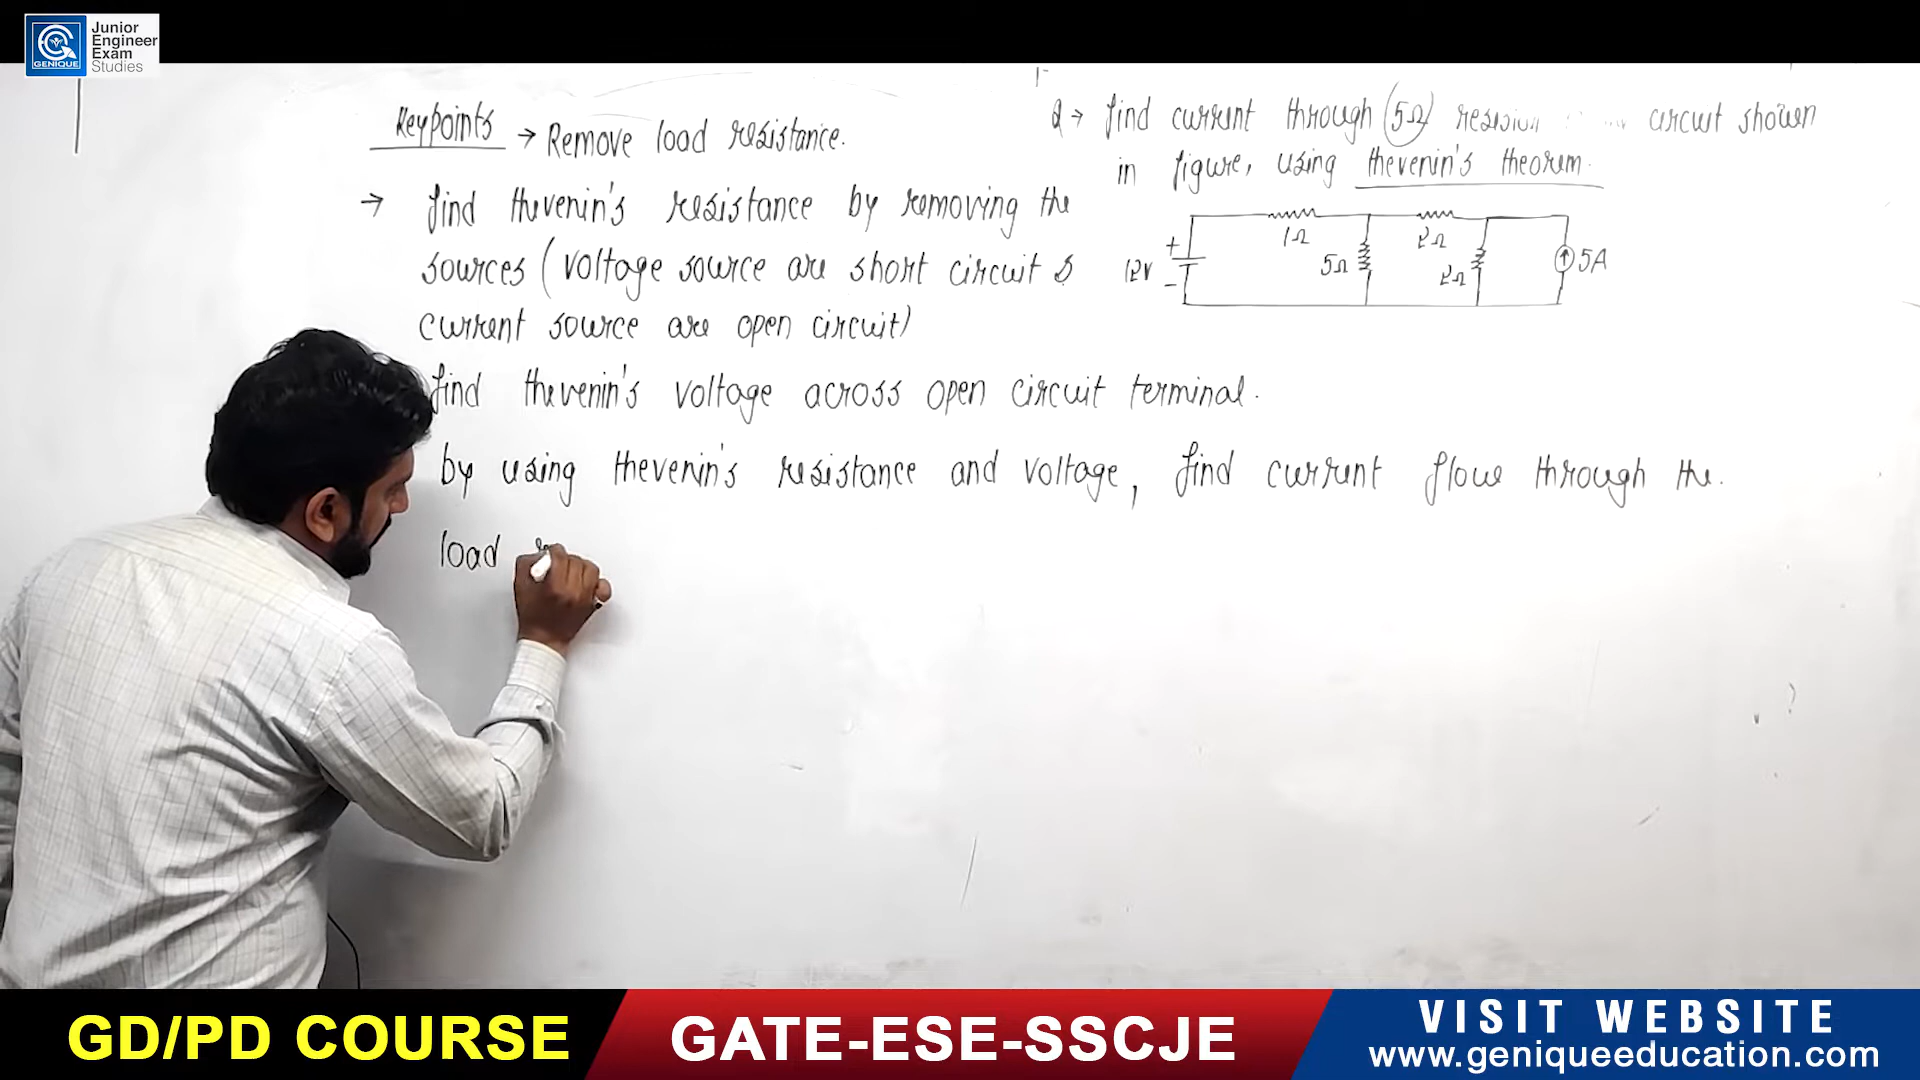 Junior
Engineer
Exam
Studies
GENIQUE
Keypoints → Remove load resistance.
→ find thevenin's resistance by removing the
sources (voltage source are short circuit &
current source are open circuit)
find thevenin's voltage across open circuit terminal.
by using thevenin's resistance and voltage, find current flow through the.
load
Q → find current through (5Ω) circuit shown
in figure, using thevenin's theorem.
1Ω 2Ω
+ 12V -
5Ω 2Ω 5A
GD/PD COURSE
GATE-ESE-SSCJE
VISIT WEBSITE
www.geniqueeducation.com